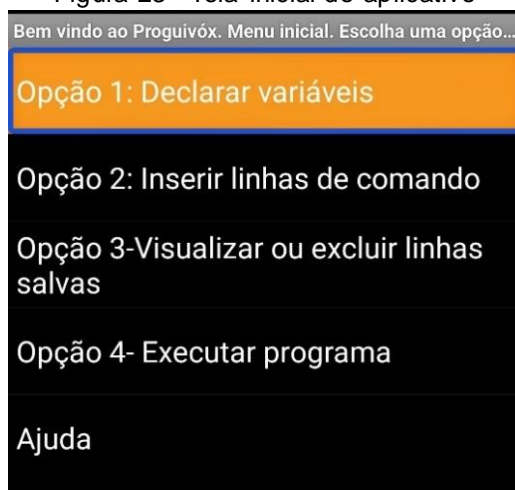 Bem vindo ao Proguivóx. Menu inicial. Escolha uma opção...
Opção 1: Declarar variáveis
Opção 2: Inserir linhas de comando
Opção 3-Visualizar ou excluir linhas
salvas
Opção 4- Executar programa
Ajuda